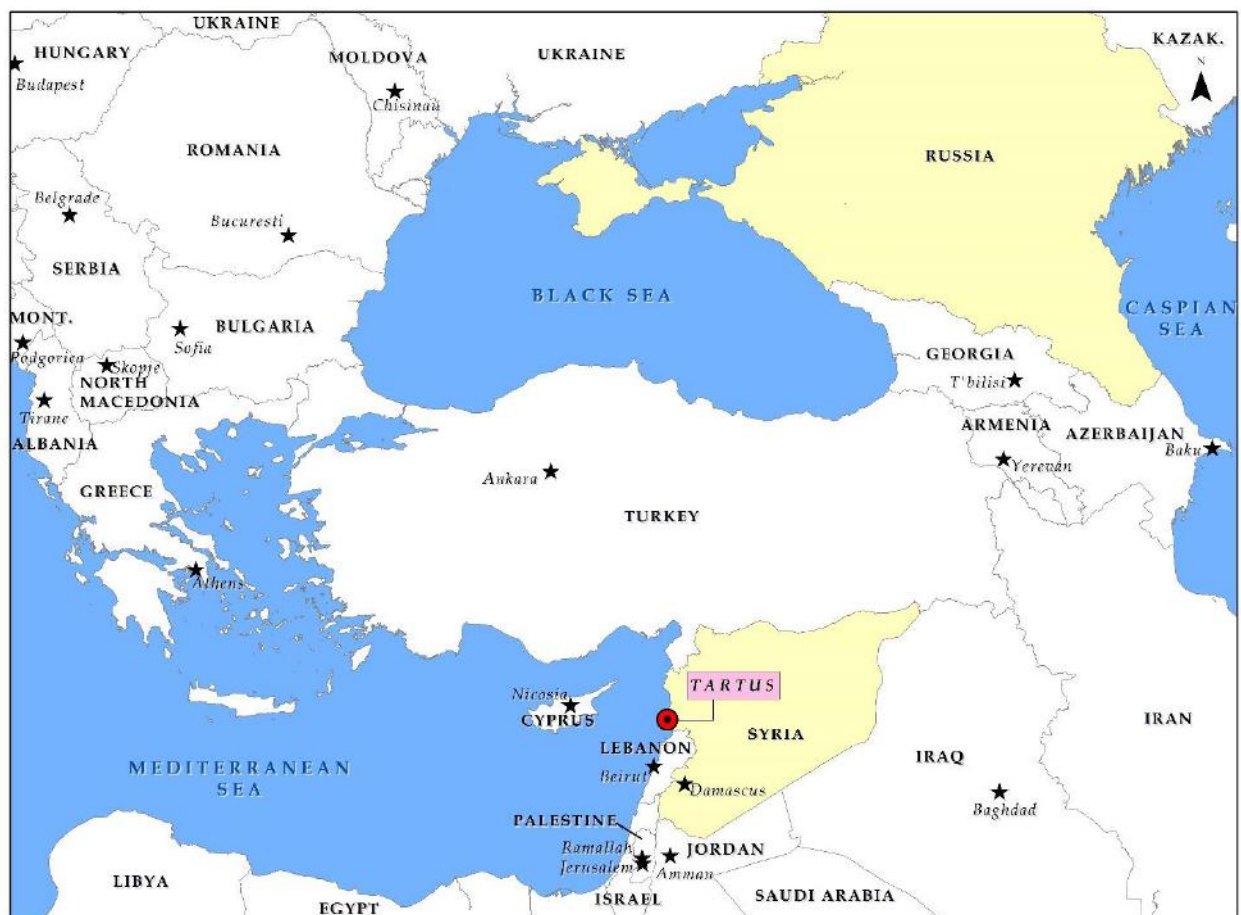 UKRAINE
HUNGARY
Budapest
MOLDOVA
Chisinau
UKRAINE
KAZAK.
N
ROMANIA
RUSSIA
Belgrade
Bucuresti
SERBIA
BLACK SEA
CASPIAN
SEA
MONT.
Podgorica
BULGARIA
Sofia
Skopje
NORTH
MACEDONIA
GEORGIA
T'bilisi
Tirane
ALBANIA
ARMENIA
Yerevan
AZERBAIJAN
Baku
GREECE
Ankara
TURKEY
Athens
TARTUS
Nicosia
CYPRUS
SYRIA
LEBANON
Beirut
Damascus
IRAQ
Baghdad
IRAN
MEDITERRANEAN
SEA
PALESTINE
Ramallah
Jerusalem
JORDAN
Amman
LIBYA
EGYPT
ISRAEL
SAUDI ARABIA